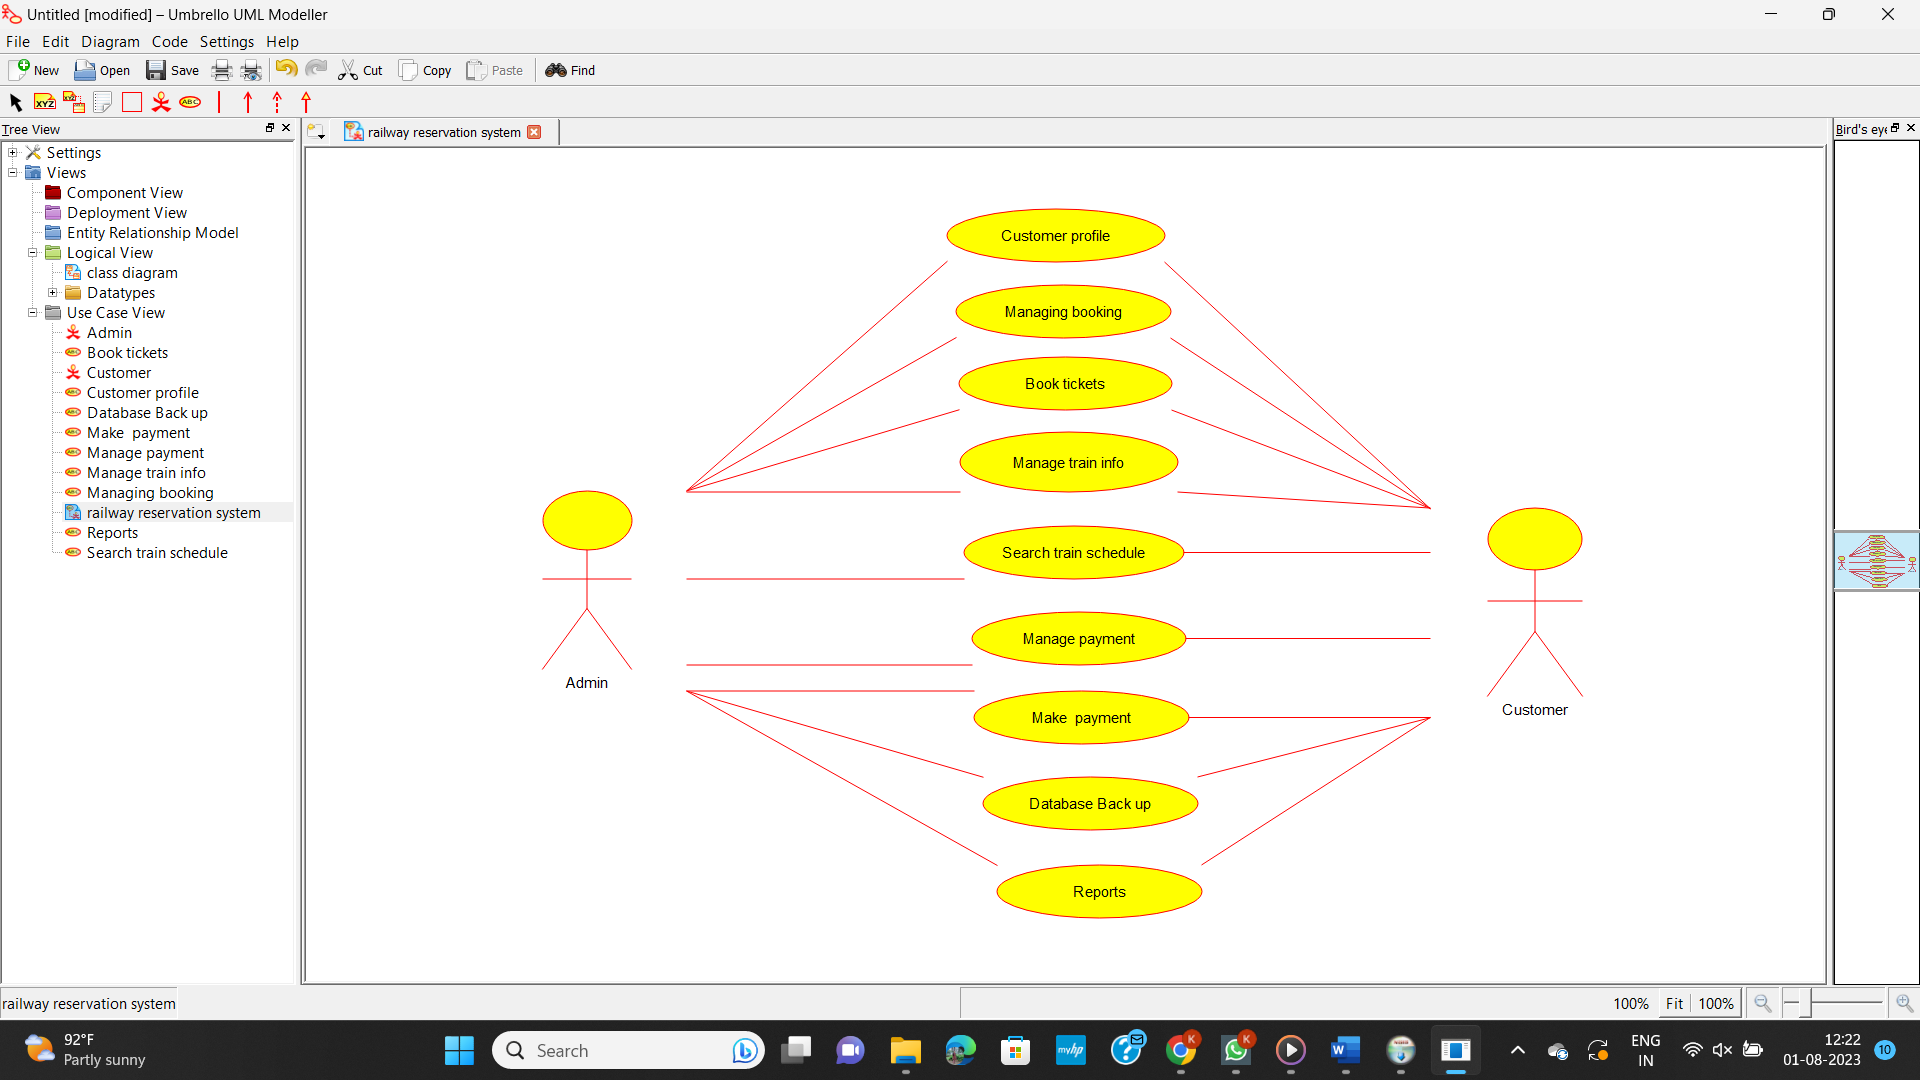 Untitled [modified] – Umbrello UML Modeller
File Edit Diagram Code Settings Help
New Open Save Cut Copy Paste Find
XYZ XYZ ABC
Tree View
railway reservation system
Bird's eye
Settings
Views
Component View
Deployment View
Entity Relationship Model
Logical View
class diagram
Datatypes
Use Case View
Admin
Book tickets
Customer
Customer profile
Database Back up
Make  payment
Manage payment
Manage train info
Managing booking
railway reservation system
Reports
Search train schedule
Customer profile
Managing booking
Book tickets
Manage train info
Search train schedule
Manage payment
Make  payment
Database Back up
Reports
Admin
Customer
railway reservation system
100% Fit 100%
92°F
Partly sunny
Search
myhp
K
K
ENG
IN
12:22
01-08-2023
10